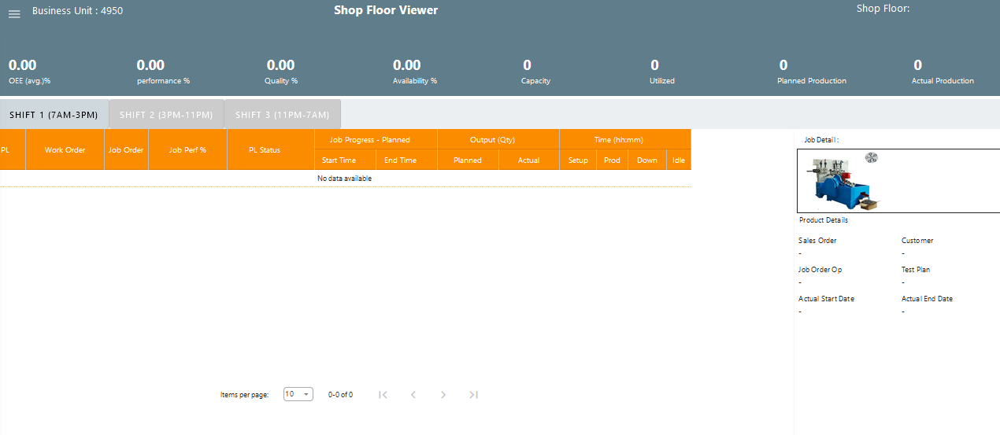 Business Unit : 4950
Shop Floor Viewer
Shop Floor:
0.00 0.00 0.00 0.00 0 0 0 0
OEE (avg.)% performance % Quality % Availability % Capacity Utilized Planned Production Actual Production
SHIFT 1 (7AM-3PM) SHIFT 2 (3PM-11PM) SHIFT 3 (11PM-7AM)
PL Work Order Job Order Job Perf % PL Status Job Progress - Planned Output (Qty) Time (hh:mm)
Start Time End Time Planned Actual Setup Prod Down Idle
No data available
Items per page: 10 0-0 of 0
Job Detail :
Product Details
Sales Order Customer
- -
Job Order Op Test Plan
- -
Actual Start Date Actual End Date
- -